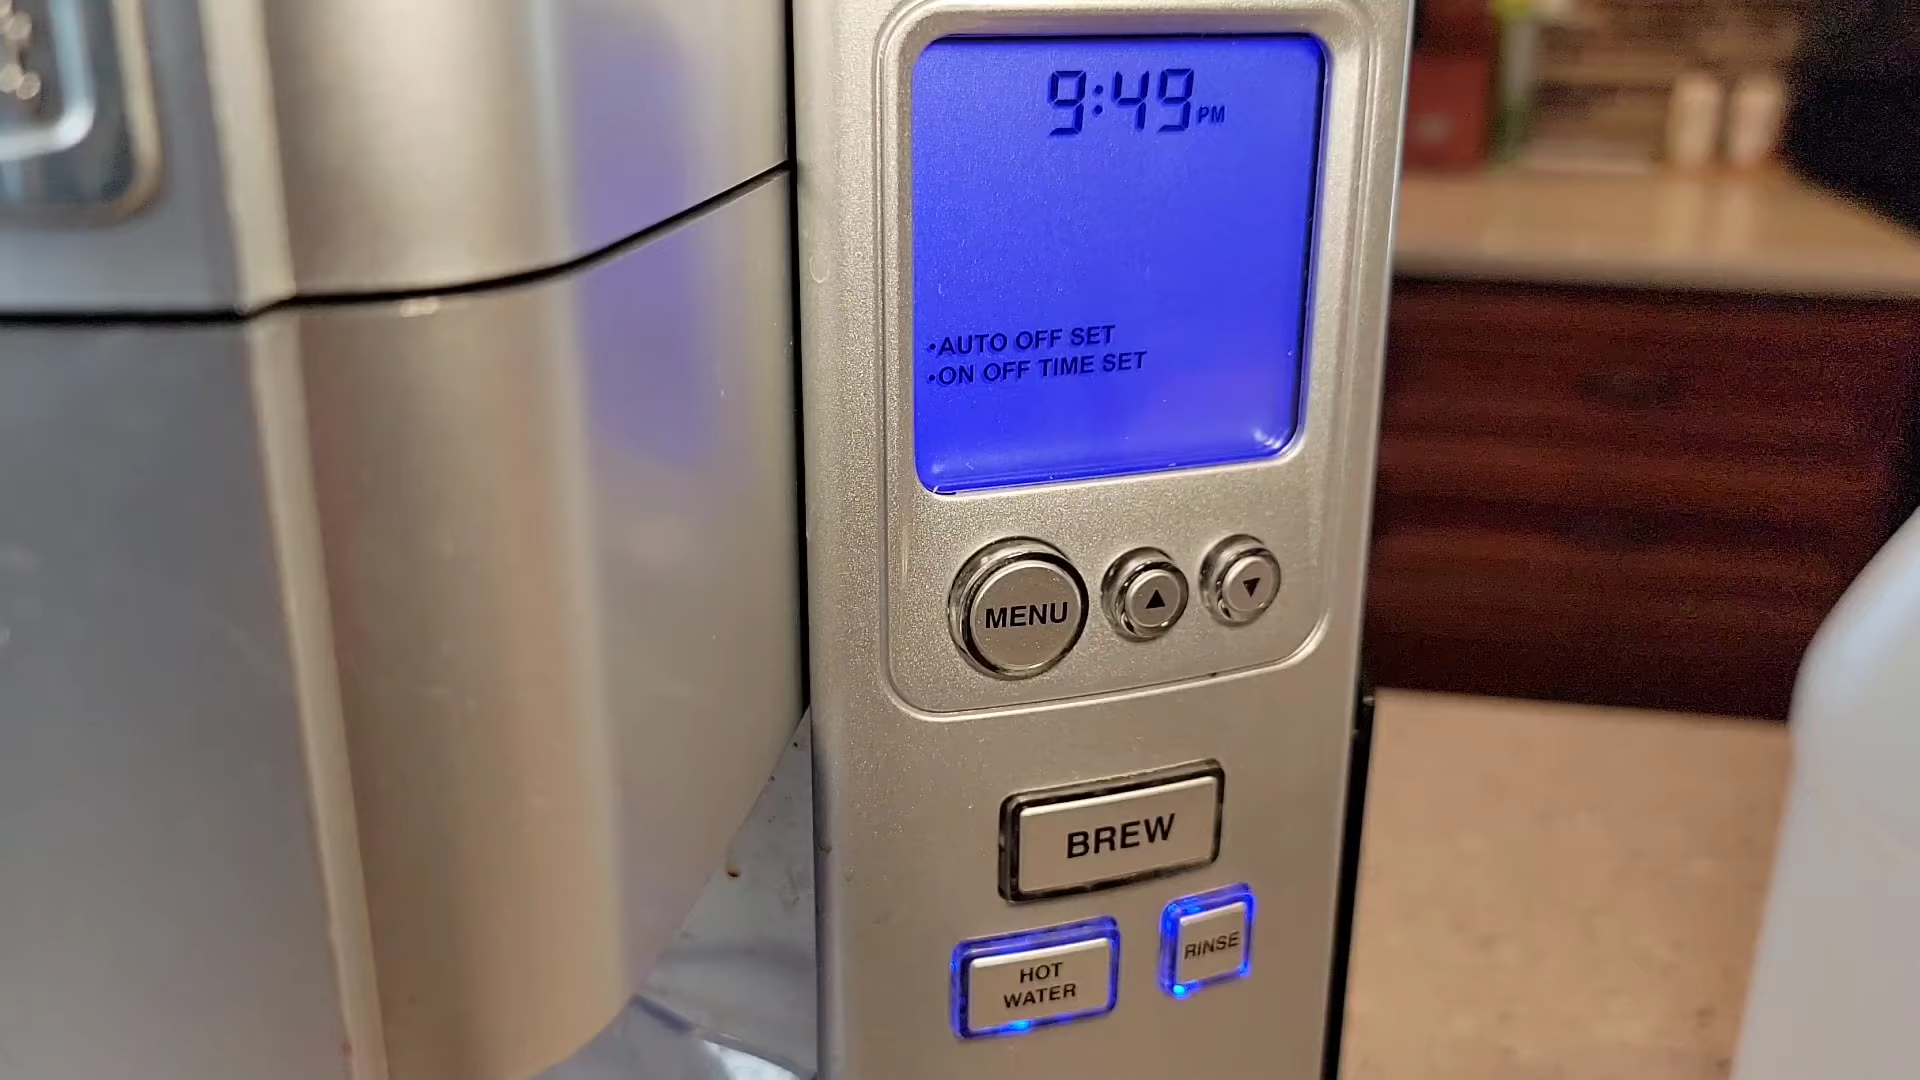 9:49 PM
•AUTO OFF SET
•ON OFF TIME SET
MENU
BREW
HOT
WATER
RINSE